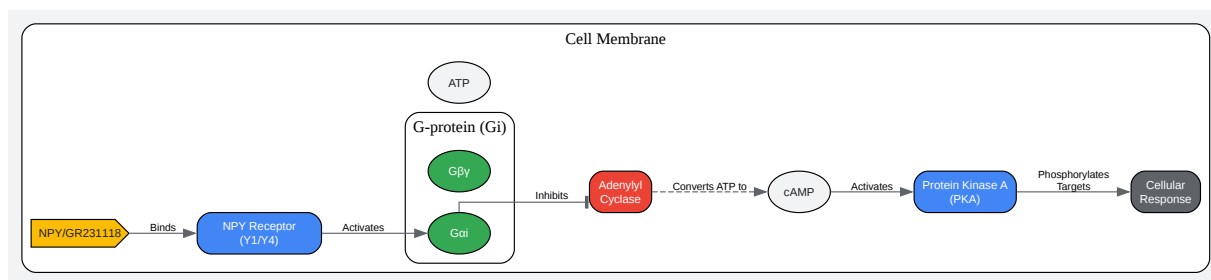 Cell Membrane
ATP
G-protein (Gi)
Gβγ
Gαi
NPY/GR231118
Binds
NPY Receptor
(Y1/Y4)
Activates
Inhibits
Adenylyl
Cyclase
Converts ATP to
cAMP
Activates
Protein Kinase A
(PKA)
Phosphorylates
Targets
Cellular
Response